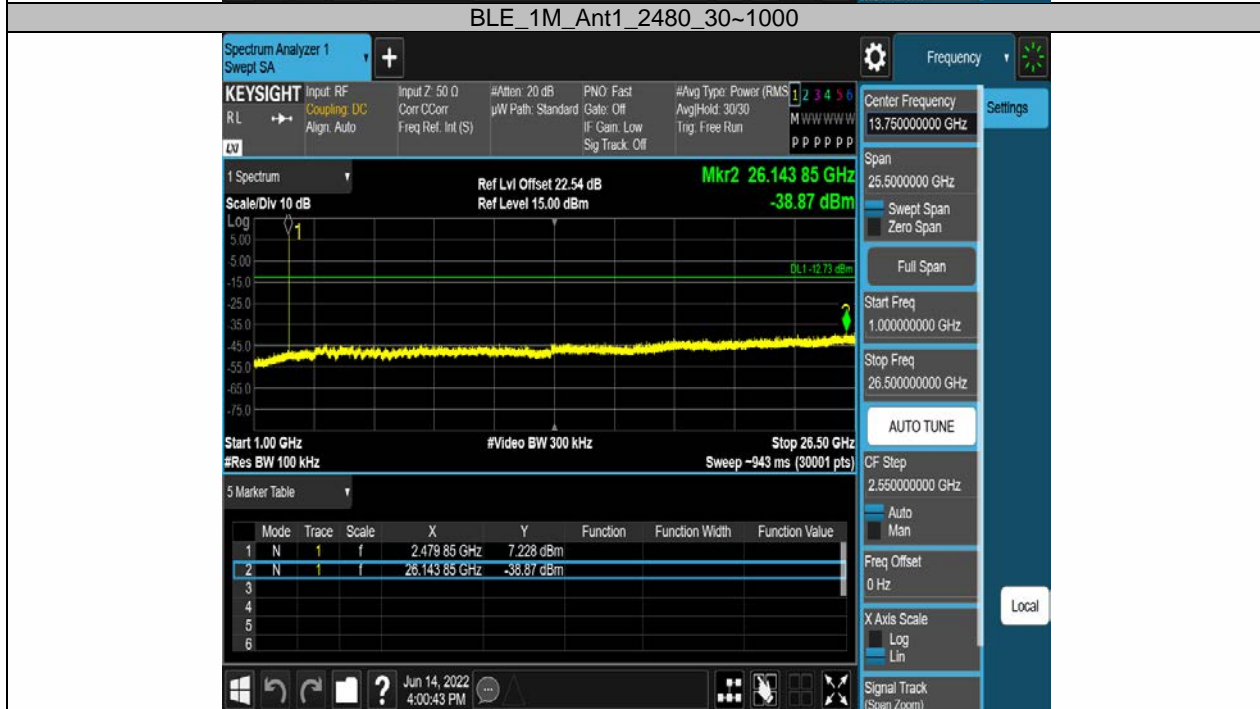 BLE_1M_Ant1_2480_30~1000
Spectrum Analyzer 1
Swept SA
+
Frequency
KEYSIGHT
RL
LXI
Input: RF
Coupling: DC
Align: Auto
Input Z: 50 Ω
Corr CCorr
Freq Ref: Int (S)
#Atten: 20 dB
µW Path: Standard
PNO: Fast
Gate: Off
IF Gain: Low
Sig Track: Off
#Avg Type: Power (RMS
Avg|Hold: 30/30
Trig: Free Run
1 2 3 4 5 6
M W W W W W
P P P P P P
1 Spectrum
Scale/Div 10 dB
Ref Lvl Offset 22.54 dB
Ref Level 15.00 dBm
Mkr2 26.143 85 GHz
-38.87 dBm
Log
1
5.00
-5.00
DL1 -12.73 dBm
-15.0
-25.0
-35.0
-45.0
-55.0
-65.0
-75.0
Start 1.00 GHz
#Video BW 300 kHz
Stop 26.50 GHz
#Res BW 100 kHz
Sweep ~943 ms (30001 pts)
5 Marker Table
Mode Trace Scale X Y Function Function Width Function Value
1 N 1 f 2.479 85 GHz 7.228 dBm
2 N 1 f 26.143 85 GHz -38.87 dBm
3
4
5
6
Center Frequency
13.750000000 GHz
Settings
Span
25.5000000 GHz
Swept Span
Zero Span
Full Span
Start Freq
1.000000000 GHz
Stop Freq
26.500000000 GHz
AUTO TUNE
CF Step
2.550000000 GHz
Auto
Man
Freq Offset
0 Hz
X Axis Scale
Log
Lin
Local
Signal Track
(Span Zoom)
?
Jun 14, 2022
4:00:43 PM